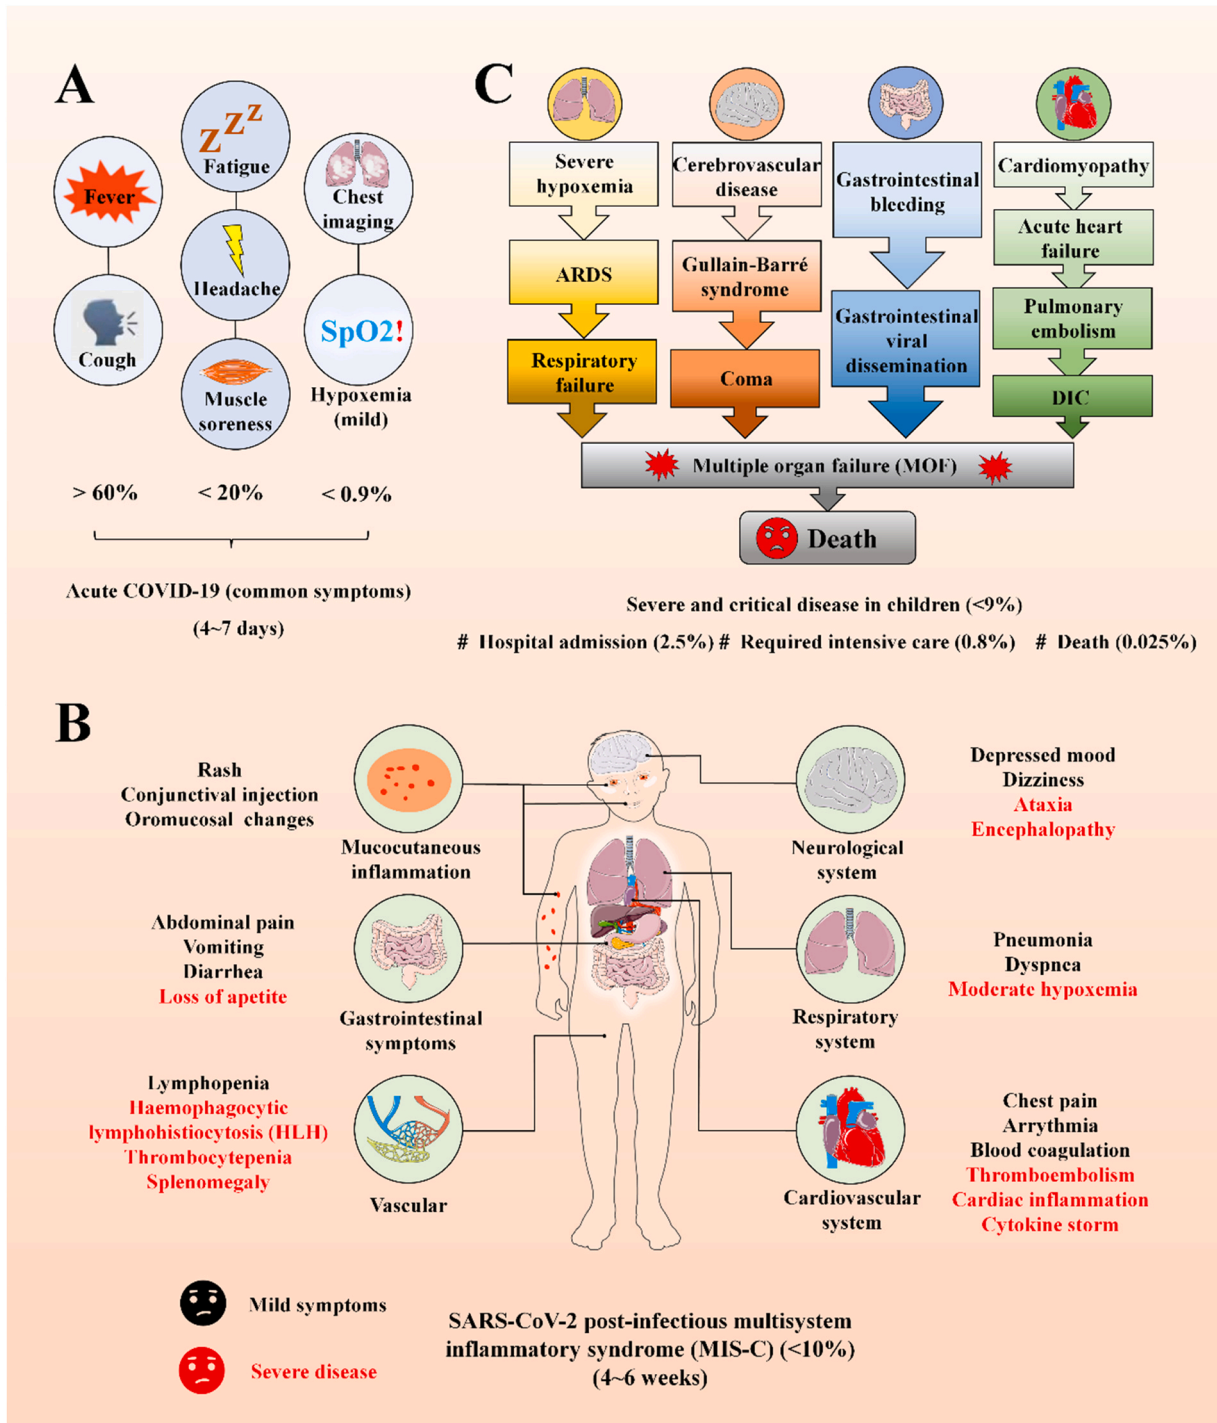 A
Fever
Cough
zZz
Fatigue
Headache
Muscle
soreness
Chest
imaging
SpO2!
Hypoxemia
(mild)
> 60%
< 20%
< 0.9%
Acute COVID-19 (common symptoms)
(4~7 days)
C
Severe
hypoxemia
ARDS
Respiratory
failure
Cerebrovascular
disease
Gullain-Barré
syndrome
Coma
Gastrointestinal
bleeding
Gastrointestinal
viral
dissemination
Cardiomyopathy
Acute heart
failure
Pulmonary
embolism
DIC
Multiple organ failure (MOF)
Death
Severe and critical disease in children (<9%)
# Hospital admission (2.5%) # Required intensive care (0.8%) # Death (0.025%)
B
Rash
Conjunctival injection
Oromucosal changes
Mucocutaneous
inflammation
Abdominal pain
Vomiting
Diarrhea
Loss of apetite
Gastrointestinal
symptoms
Lymphopenia
Haemophagocytic
lymphohistiocytosis (HLH)
Thrombocytepenia
Splenomegaly
Vascular
Neurological
system
Depressed mood
Dizziness
Ataxia
Encephalopathy
Respiratory
system
Pneumonia
Dyspnea
Moderate hypoxemia
Cardiovascular
system
Chest pain
Arrythmia
Blood coagulation
Thromboembolism
Cardiac inflammation
Cytokine storm
Mild symptoms
Severe disease
SARS-CoV-2 post-infectious multisystem
inflammatory syndrome (MIS-C) (<10%)
(4~6 weeks)